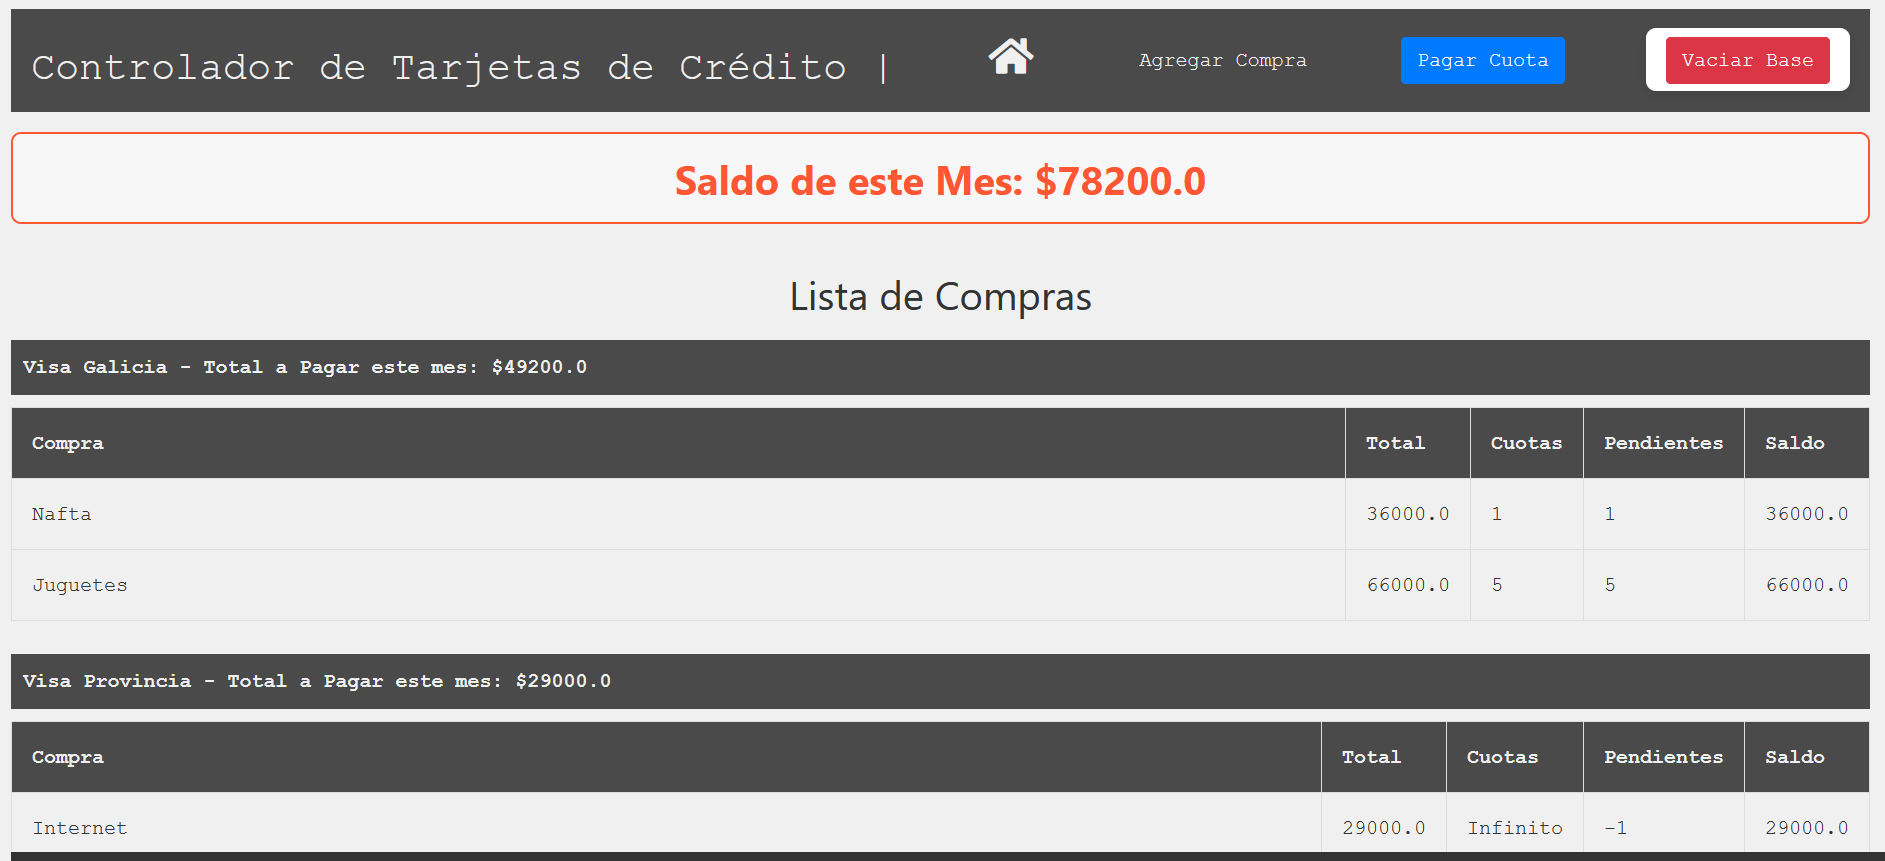 Controlador de Tarjetas de Crédito | Agregar Compra Pagar Cuota Vaciar Base
Saldo de este Mes: $78200.0
Lista de Compras
Visa Galicia - Total a Pagar este mes: $49200.0
Compra Total Cuotas Pendientes Saldo
Nafta 36000.0 1 1 36000.0
Juguetes 66000.0 5 5 66000.0
Visa Provincia - Total a Pagar este mes: $29000.0
Compra Total Cuotas Pendientes Saldo
Internet 29000.0 Infinito -1 29000.0